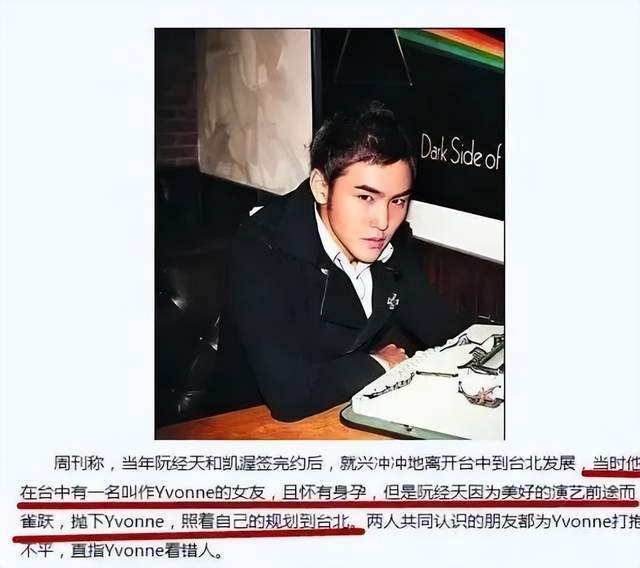 Dark Side of
周刊称，当年阮经天和凯渥签完约后，就兴冲冲地离开台中到台北发展，当时他
在台中有一名叫作Yvonne的女友，且怀有身孕，但是阮经天因为美好的演艺前途而
雀跃，抛下Yvonne，照着自己的规划到台北。两人共同认识的朋友都为Yvonne打抱
不平，直指Yvonne看错人。